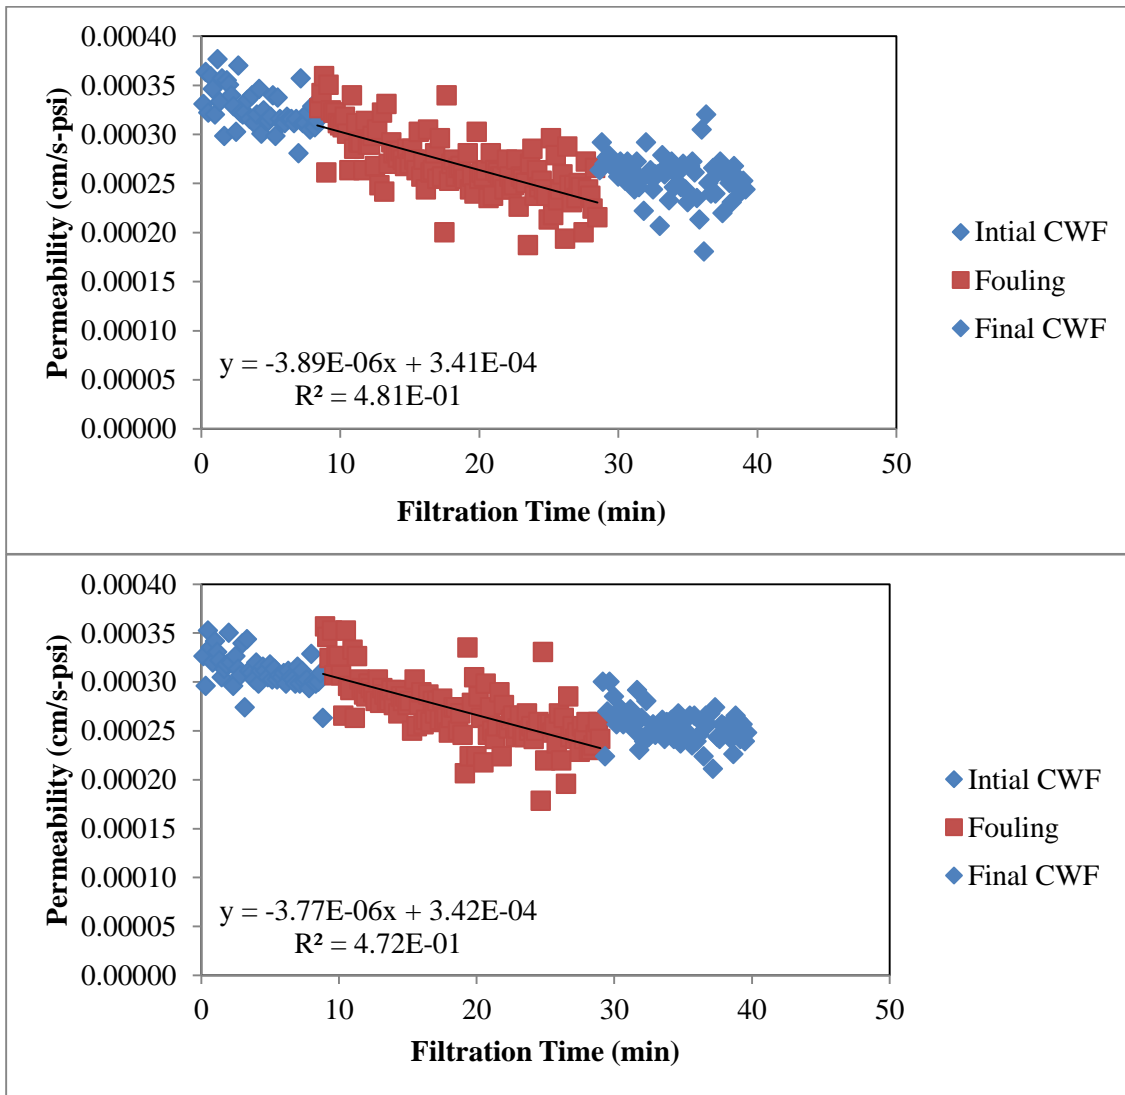 0.00040
0.00035
0.00030
0.00025
0.00020
0.00015
0.00010
0.00005
0.00000
Permeability (cm/s-psi)
y = -3.89E-06x + 3.41E-04
R² = 4.81E-01
0 10 20 30 40 50
Filtration Time (min)
Intial CWF
Fouling
Final CWF
0.00040
0.00035
0.00030
0.00025
0.00020
0.00015
0.00010
0.00005
0.00000
Permeability (cm/s-psi)
y = -3.77E-06x + 3.42E-04
R² = 4.72E-01
0 10 20 30 40 50
Filtration Time (min)
Intial CWF
Fouling
Final CWF